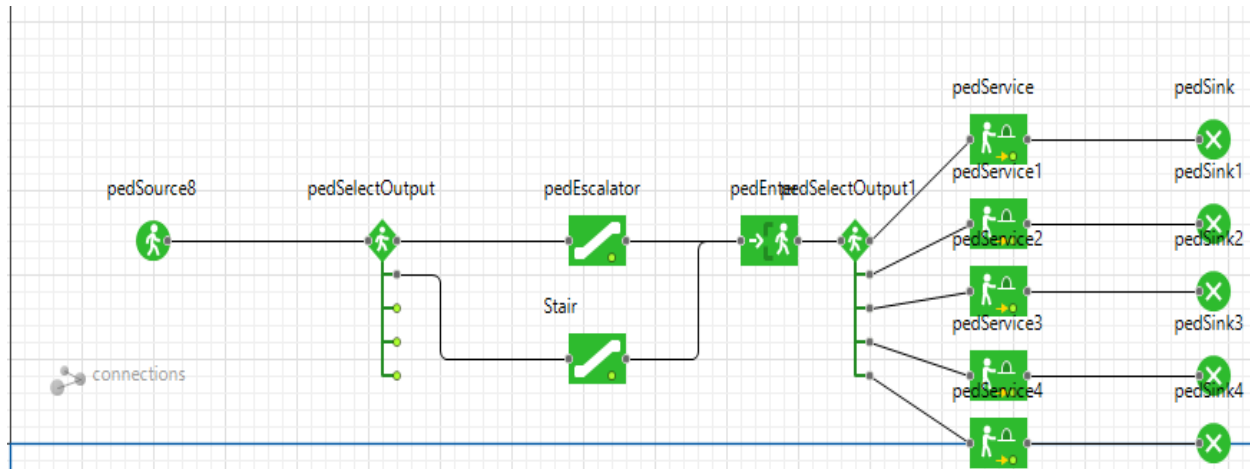 pedService
pedSink
pedService1
pedSink1
pedSource8
pedSelectOutput
pedEscalator
pedEnter
pedSelectOutput1
pedService2
pedSink2
Stair
pedService3
pedSink3
connections
pedService4
pedSink4